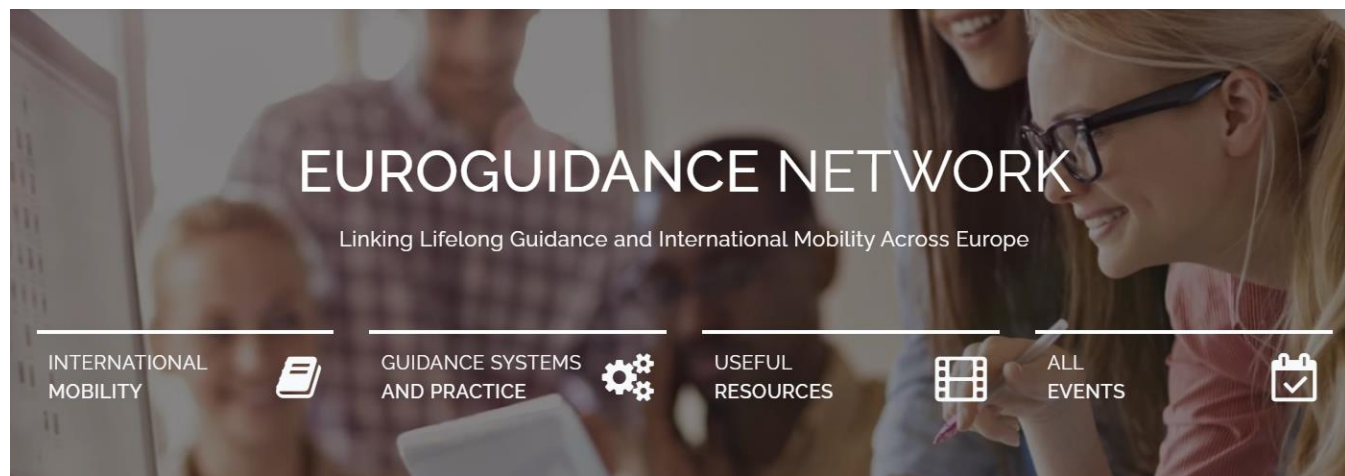 EUROGUIDANCE NETWORK
Linking Lifelong Guidance and International Mobility Across Europe
INTERNATIONAL
MOBILITY
GUIDANCE SYSTEMS
AND PRACTICE
USEFUL
RESOURCES
ALL
EVENTS